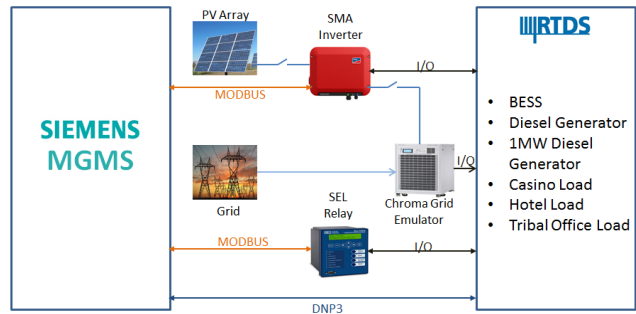 PV Array
SMA
Inverter
RTDS
I/O
MODBUS
SIEMENS
MGMS
• BESS
• Diesel Generator
• 1MW Diesel
Generator
• Casino Load
• Hotel Load
• Tribal Office Load
I/O
Grid
Chroma Grid
Emulator
SEL
Relay
MODBUS
I/O
DNP3